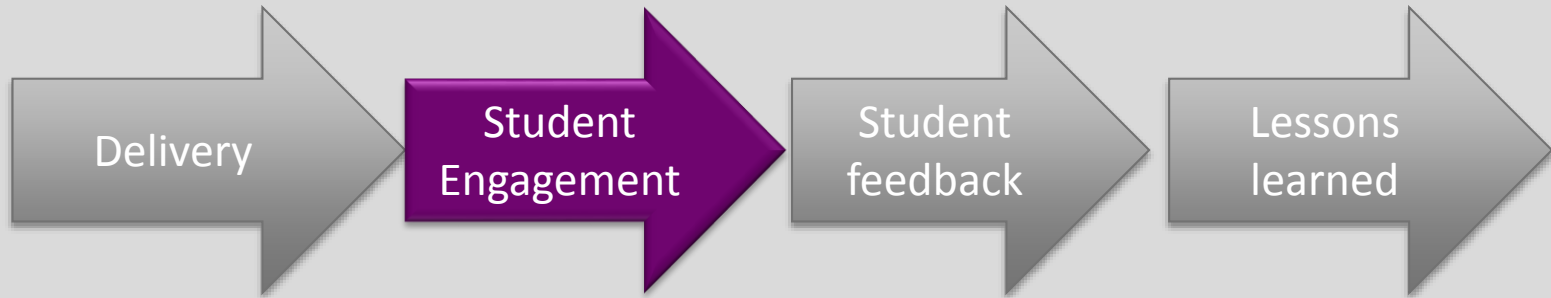 Delivery
Student
Engagement
Student
feedback
Lessons
learned